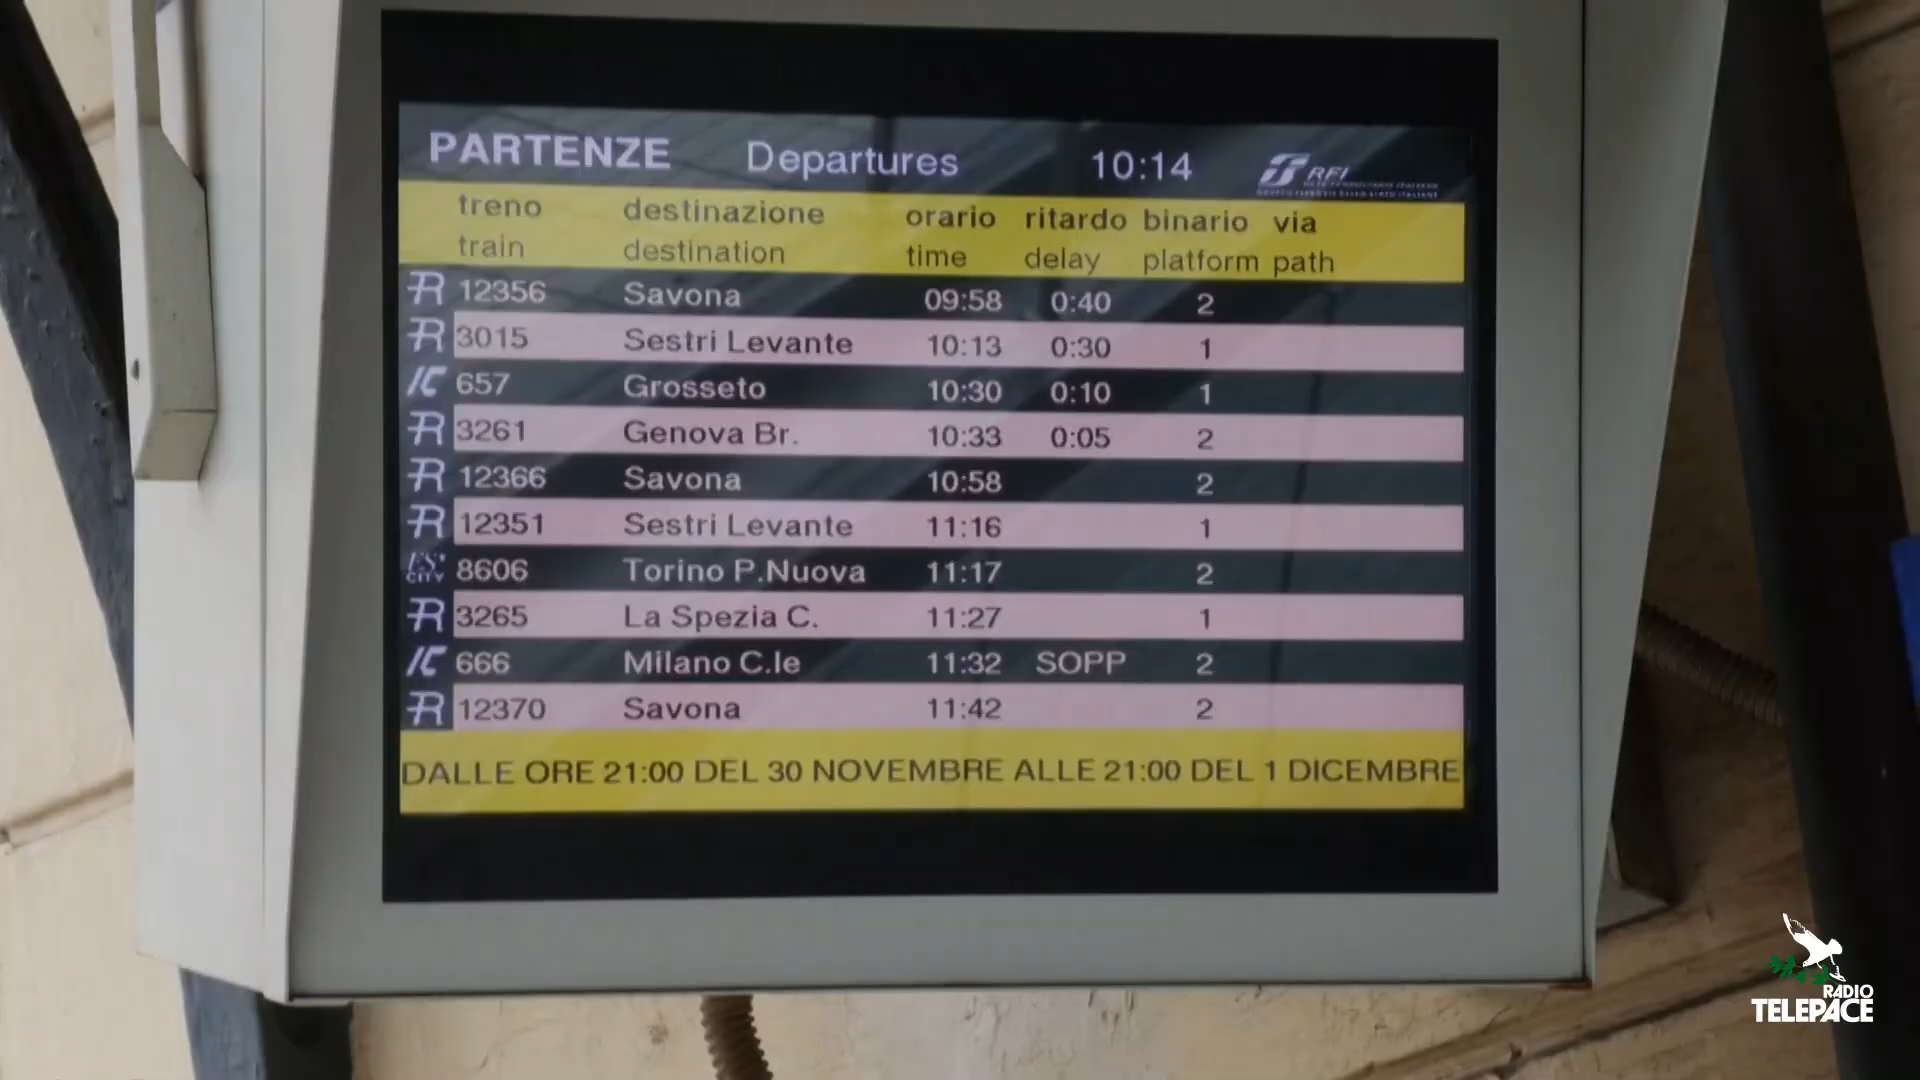 PARTENZE Departures 10:14 RFI
treno destinazione orario ritardo binario via
train destination time delay platform path
R 12356 Savona 09:58 0:40 2
R 3015 Sestri Levante 10:13 0:30 1
IC 657 Grosseto 10:30 0:10 1
R 3261 Genova Br. 10:33 0:05 2
R 12366 Savona 10:58 2
R 12351 Sestri Levante 11:16 1
ES* CITY 8606 Torino P.Nuova 11:17 2
R 3265 La Spezia C. 11:27 1
IC 666 Milano C.le 11:32 SOPP 2
R 12370 Savona 11:42 2
DALLE ORE 21:00 DEL 30 NOVEMBRE ALLE 21:00 DEL 1 DICEMBRE
RADIO
TELEPACE